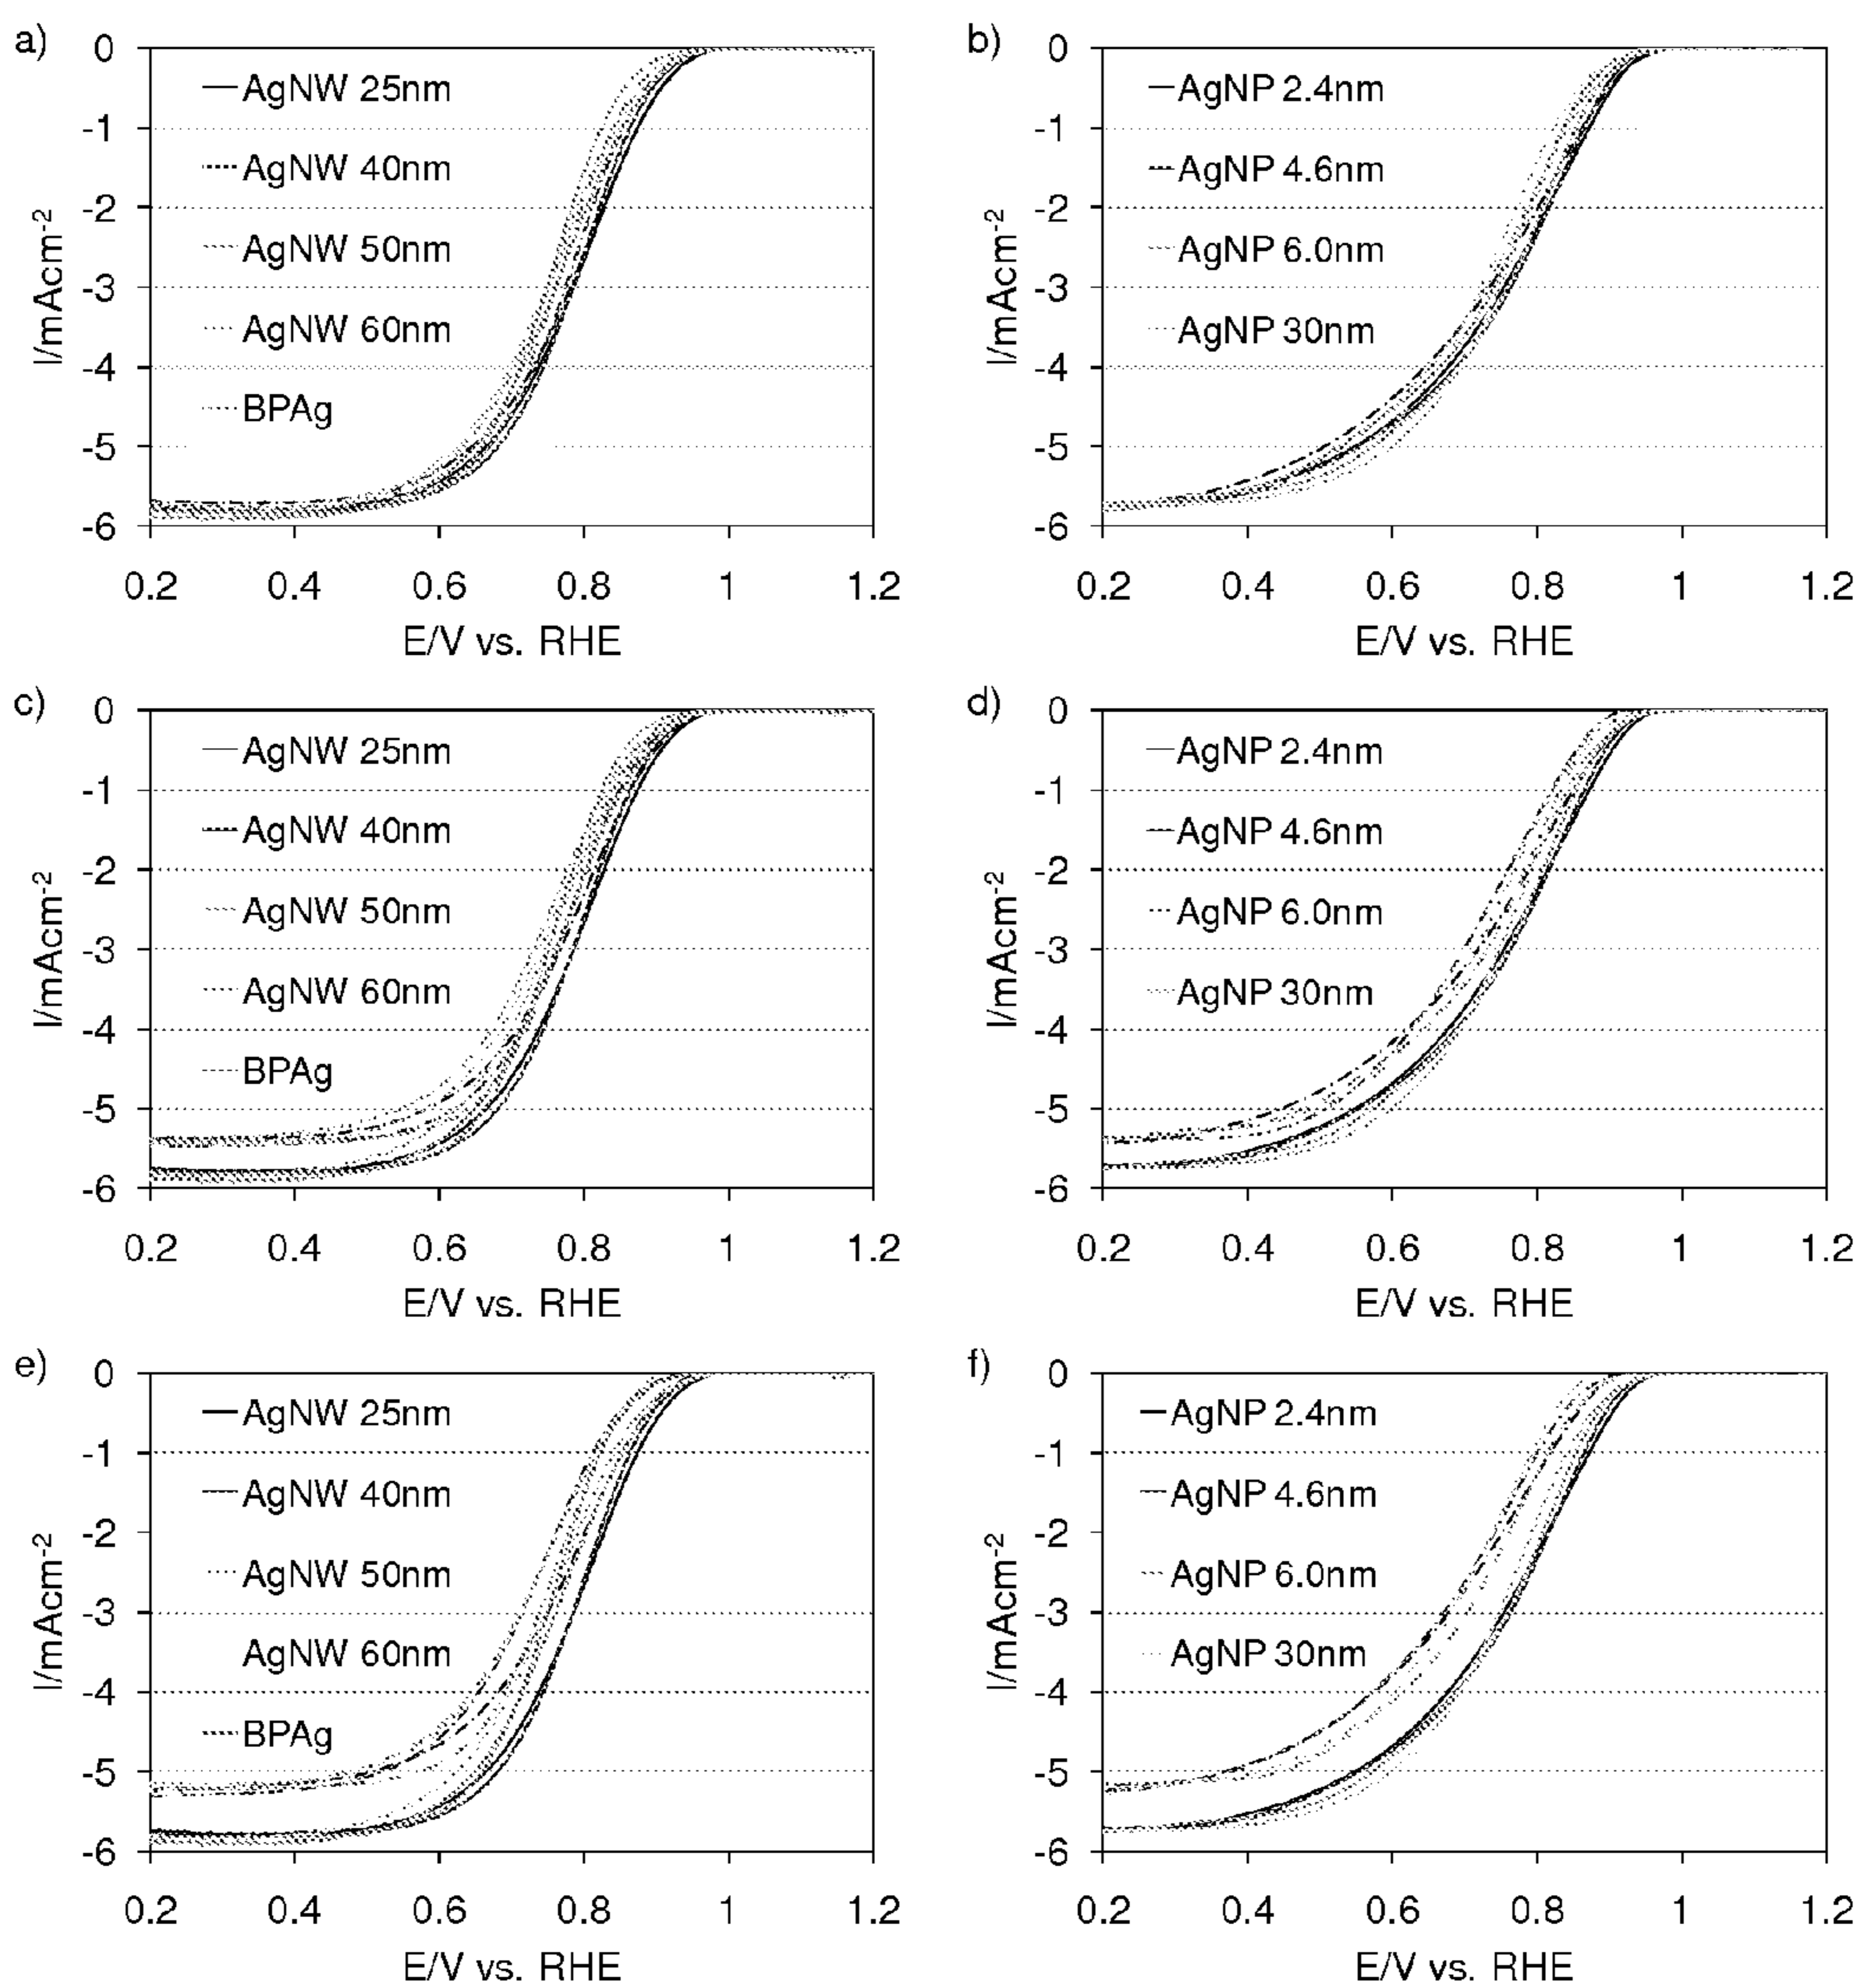 a)
0
-1
-2
-3
-4
-5
-6
I/mAcm-2
AgNW 25nm
AgNW 40nm
AgNW 50nm
AgNW 60nm
BPAg
0.2 0.4 0.6 0.8 1 1.2
E/V vs. RHE
b)
0
-1
-2
-3
-4
-5
-6
I/mAcm-2
AgNP 2.4nm
AgNP 4.6nm
AgNP 6.0nm
AgNP 30nm
0.2 0.4 0.6 0.8 1 1.2
E/V vs. RHE
c)
0
-1
-2
-3
-4
-5
-6
I/mAcm-2
AgNW 25nm
AgNW 40nm
AgNW 50nm
AgNW 60nm
BPAg
0.2 0.4 0.6 0.8 1 1.2
E/V vs. RHE
d)
0
-1
-2
-3
-4
-5
-6
I/mAcm-2
AgNP 2.4nm
AgNP 4.6nm
AgNP 6.0nm
AgNP 30nm
0.2 0.4 0.6 0.8 1 1.2
E/V vs. RHE
e)
0
-1
-2
-3
-4
-5
-6
I/mAcm-2
AgNW 25nm
AgNW 40nm
AgNW 50nm
AgNW 60nm
BPAg
0.2 0.4 0.6 0.8 1 1.2
E/V vs. RHE
f)
0
-1
-2
-3
-4
-5
-6
I/mAcm-2
AgNP 2.4nm
AgNP 4.6nm
AgNP 6.0nm
AgNP 30nm
0.2 0.4 0.6 0.8 1 1.2
E/V vs. RHE